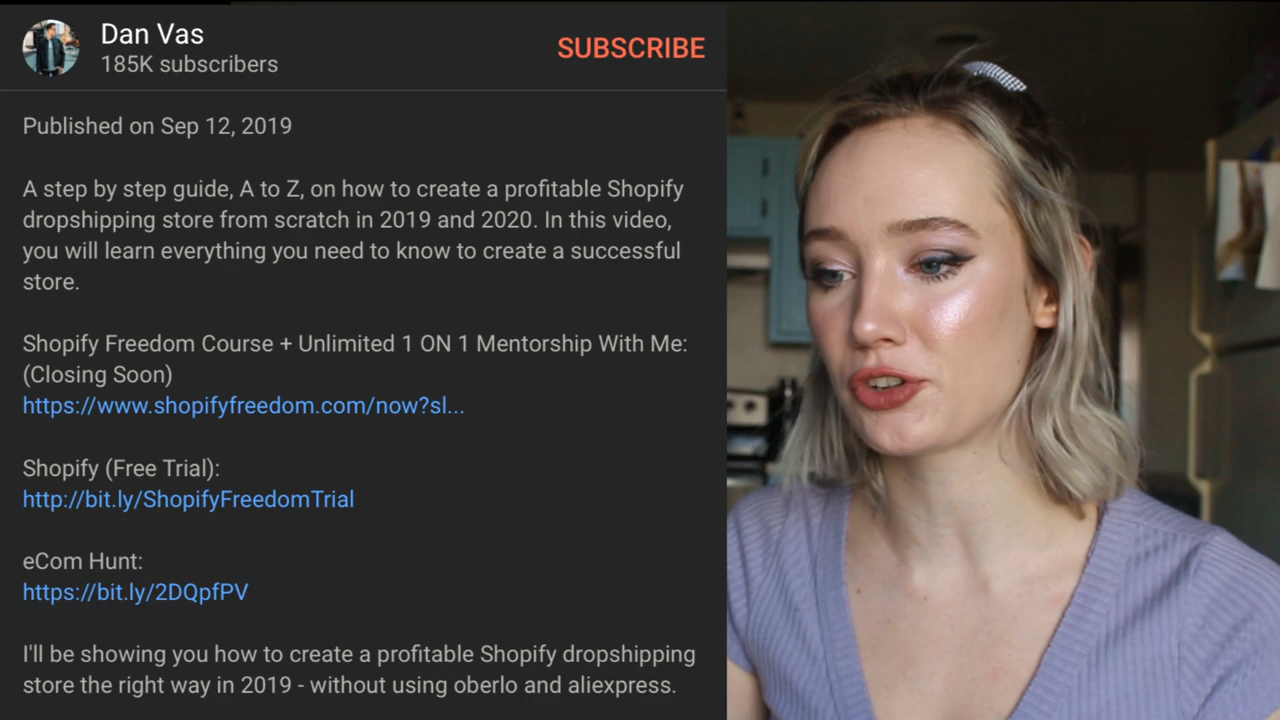 Dan Vas
185K subscribers
SUBSCRIBE
Published on Sep 12, 2019
A step by step guide, A to Z, on how to create a profitable Shopify
dropshipping store from scratch in 2019 and 2020. In this video,
you will learn everything you need to know to create a successful
store.
Shopify Freedom Course + Unlimited 1 ON 1 Mentorship With Me:
(Closing Soon)
https://www.shopifyfreedom.com/now?sl...
Shopify (Free Trial):
http://bit.ly/ShopifyFreedomTrial
eCom Hunt:
https://bit.ly/2DQpfPV
I'll be showing you how to create a profitable Shopify dropshipping
store the right way in 2019 - without using oberlo and aliexpress.